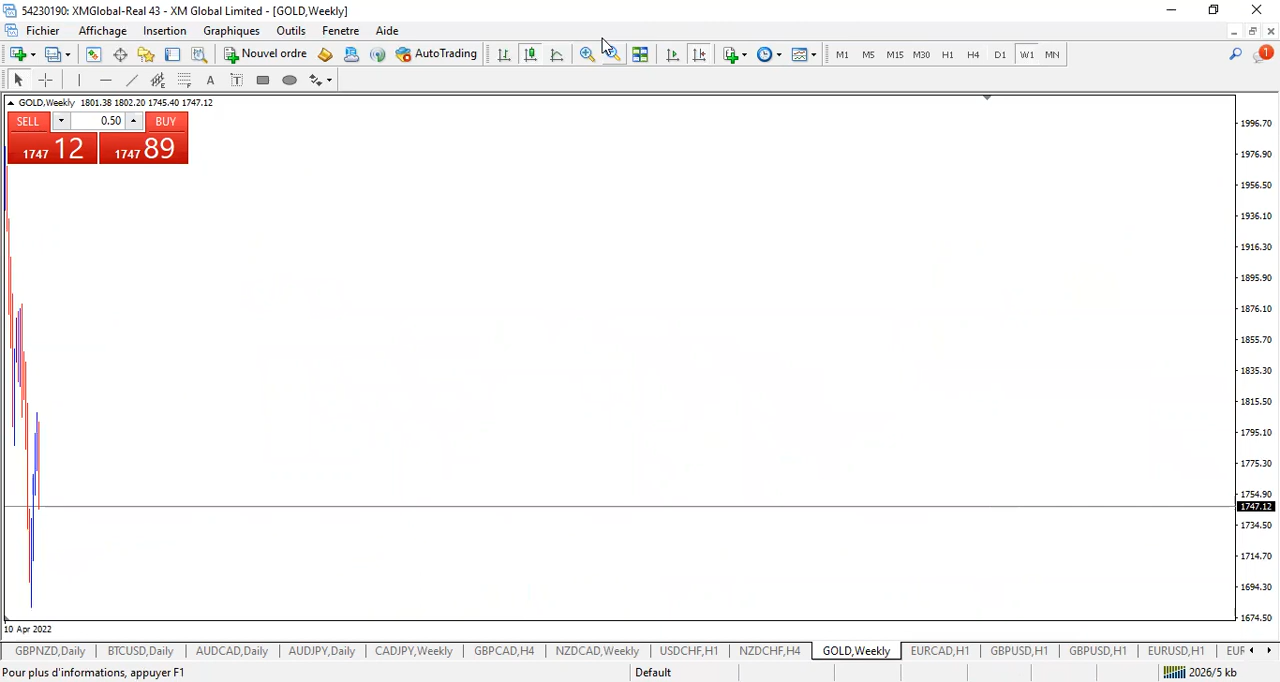 54230190: XMGlobal-Real 43 - XM Global Limited - [GOLD,Weekly]
Fichier Affichage Insertion Graphiques Outils Fenetre Aide
Nouvel ordre AutoTrading M1 M5 M15 M30 H1 H4 D1 W1 MN 1
A T
GOLD,Weekly 1801.38 1802.20 1745.40 1747.12
SELL 0.50 BUY
1747 12 1747 89
1996.70
1976.90
1956.50
1936.10
1916.30
1895.90
1876.10
1855.70
1835.30
1815.50
1795.10
1775.30
1754.90
1747.12
1734.50
1714.70
1694.30
1674.50
10 Apr 2022
GBPNZD,Daily BTCUSD,Daily AUDCAD,Daily AUDJPY,Daily CADJPY,Weekly GBPCAD,H4 NZDCAD,Weekly USDCHF,H1 NZDCHF,H4 GOLD,Weekly EURCAD,H1 GBPUSD,H1 GBPUSD,H1 EURUSD,H1 EUR
Pour plus d'informations, appuyer F1 Default 2026/5 kb